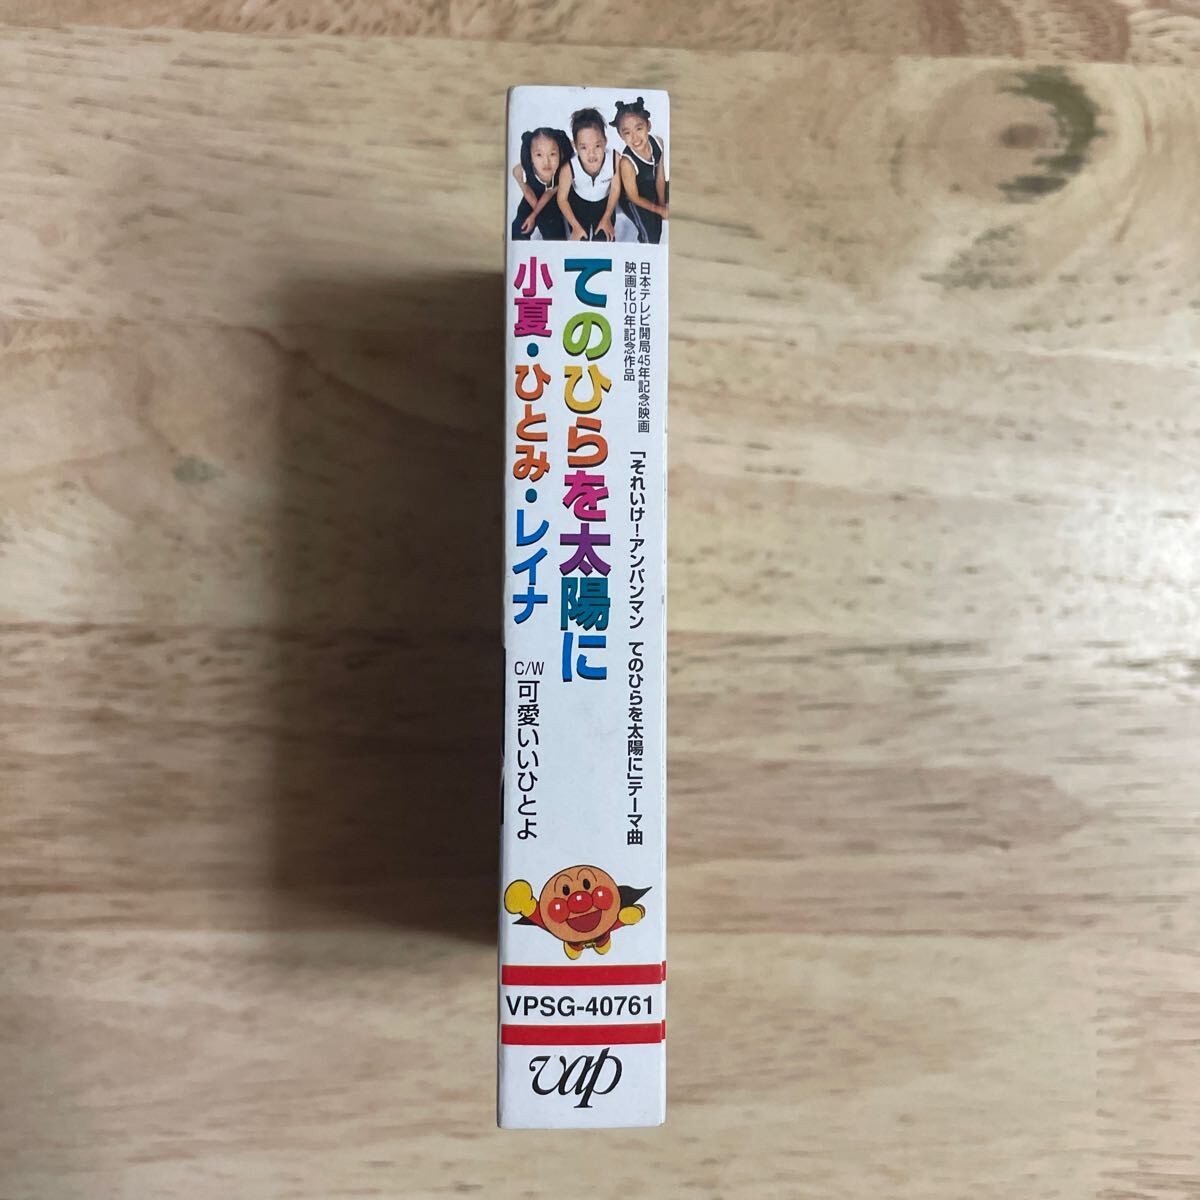 日本テレビ開局45年記念映画
映画化10年記念作品
「それいけ！アンパンマン てのひらを太陽に」テーマ曲
てのひらを太陽に
小夏・ひとみ・レイナ
C/W 可愛いいひとよ
VPSG-40761
vap